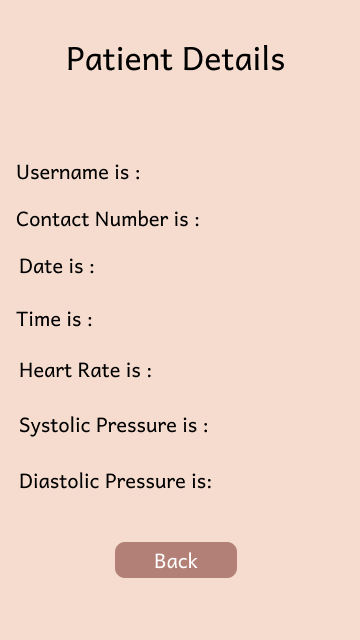 Patient Details
Username is :
Contact Number is :
Date is :
Time is :
Heart Rate is :
Systolic Pressure is :
Diastolic Pressure is:
Back